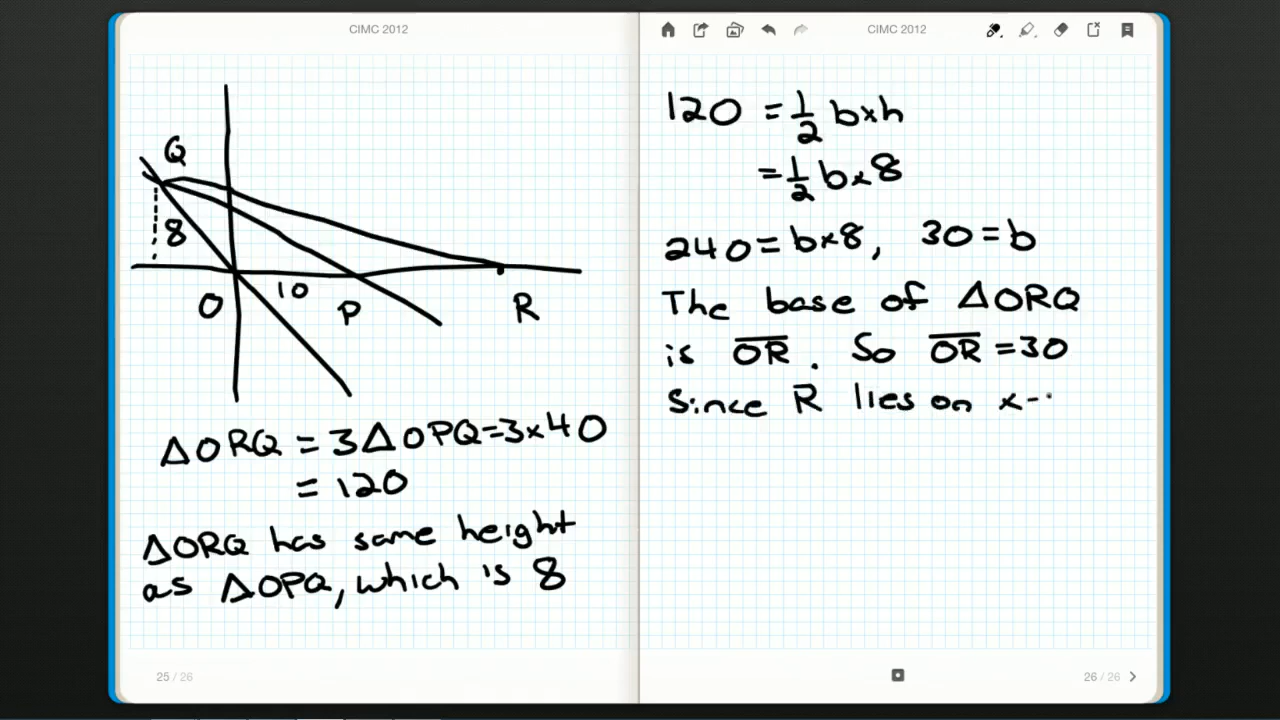 CIMC 2012
Q
8
O
10
P
R
ΔORQ = 3ΔOPQ=3×40
= 120
ΔORQ has same height
as ΔOPQ, which is 8
25 / 26
CIMC 2012
120 = 1/2 b×h
= 1/2 b×8
240 = b×8, 30 = b
The base of ΔORQ
is O̅R̅. So O̅R̅ = 30
Since R lies on x-
26 / 26